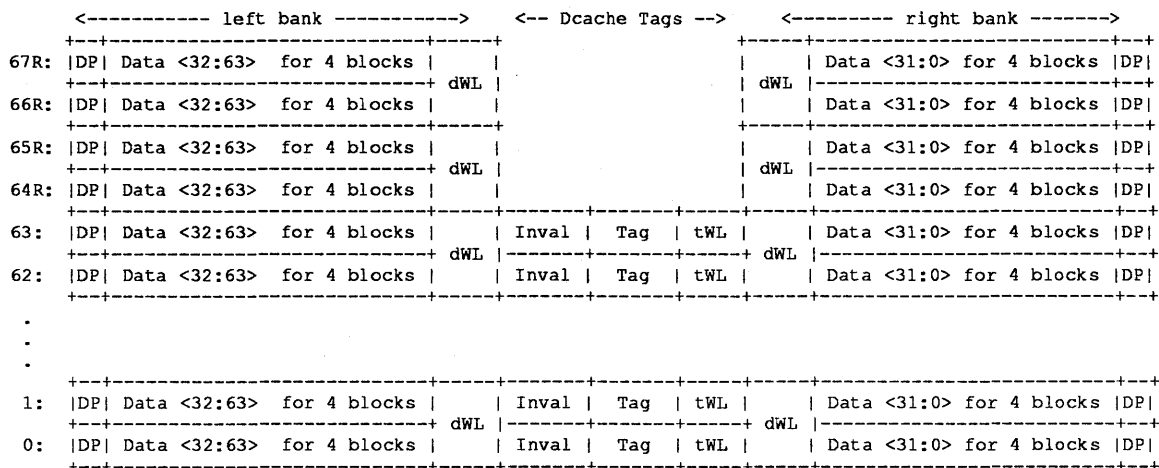 <----------- left bank -----------> <-- Dcache Tags --> <--------- right bank ------->
+--+-----------------------------+-----+ +-----+---------------------------+--+
67R: |DP| Data <32:63> for 4 blocks | | | | Data <31:0> for 4 blocks |DP|
+--+-----------------------------+ dWL | | dWL |---------------------------+--+
66R: |DP| Data <32:63> for 4 blocks | | | | Data <31:0> for 4 blocks |DP|
+--+-----------------------------+-----+ +-----+---------------------------+--+
65R: |DP| Data <32:63> for 4 blocks | | | | Data <31:0> for 4 blocks |DP|
+--+-----------------------------+ dWL | | dWL |---------------------------+--+
64R: |DP| Data <32:63> for 4 blocks | | | | Data <31:0> for 4 blocks |DP|
+--+-----------------------------+-----+-------+-------+-----+-----+---------------------------+--+
63: |DP| Data <32:63> for 4 blocks | | Inval | Tag | tWL | | Data <31:0> for 4 blocks |DP|
+--+-----------------------------+ dWL |-------+-------+-----+ dWL |---------------------------+--+
62: |DP| Data <32:63> for 4 blocks | | Inval | Tag | tWL | | Data <31:0> for 4 blocks |DP|
+--+-----------------------------+-----+-------+-------+-----+-----+---------------------------+--+
.
.
.
+--+-----------------------------+-----+-------+-------+-----+-----+---------------------------+--+
1: |DP| Data <32:63> for 4 blocks | | Inval | Tag | tWL | | Data <31:0> for 4 blocks |DP|
+--+-----------------------------+ dWL |-------+-------+-----+ dWL |---------------------------+--+
0: |DP| Data <32:63> for 4 blocks | | Inval | Tag | tWL | | Data <31:0> for 4 blocks |DP|
+--+-----------------------------+-----+-------+-------+-----+-----+---------------------------+--+